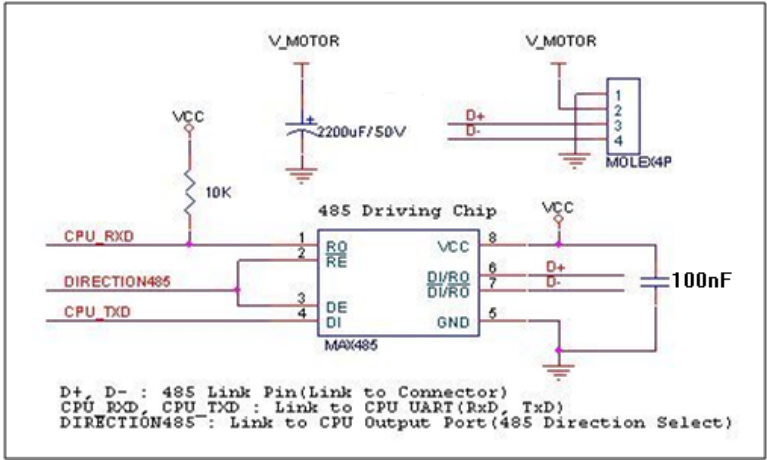 V_MOTOR
V_MOTOR
VCC
+
2200uF/50V
1
2
3
4
D+
D-
MOLEX4P
10K
485 Driving Chip
VCC
CPU_RXD
1
2
RO
RE
VCC
8
DIRECTION485
DI/RO
DI/RO
6
7
D+
D-
100nF
CPU_TXD
3
4
DE
DI
GND
5
MAX485
D+, D- : 485 Link Pin(Link to Connector)
CPU_RXD, CPU_TXD : Link to CPU UART(RxD, TxD)
DIRECTION485 : Link to CPU Output Port(485 Direction Select)